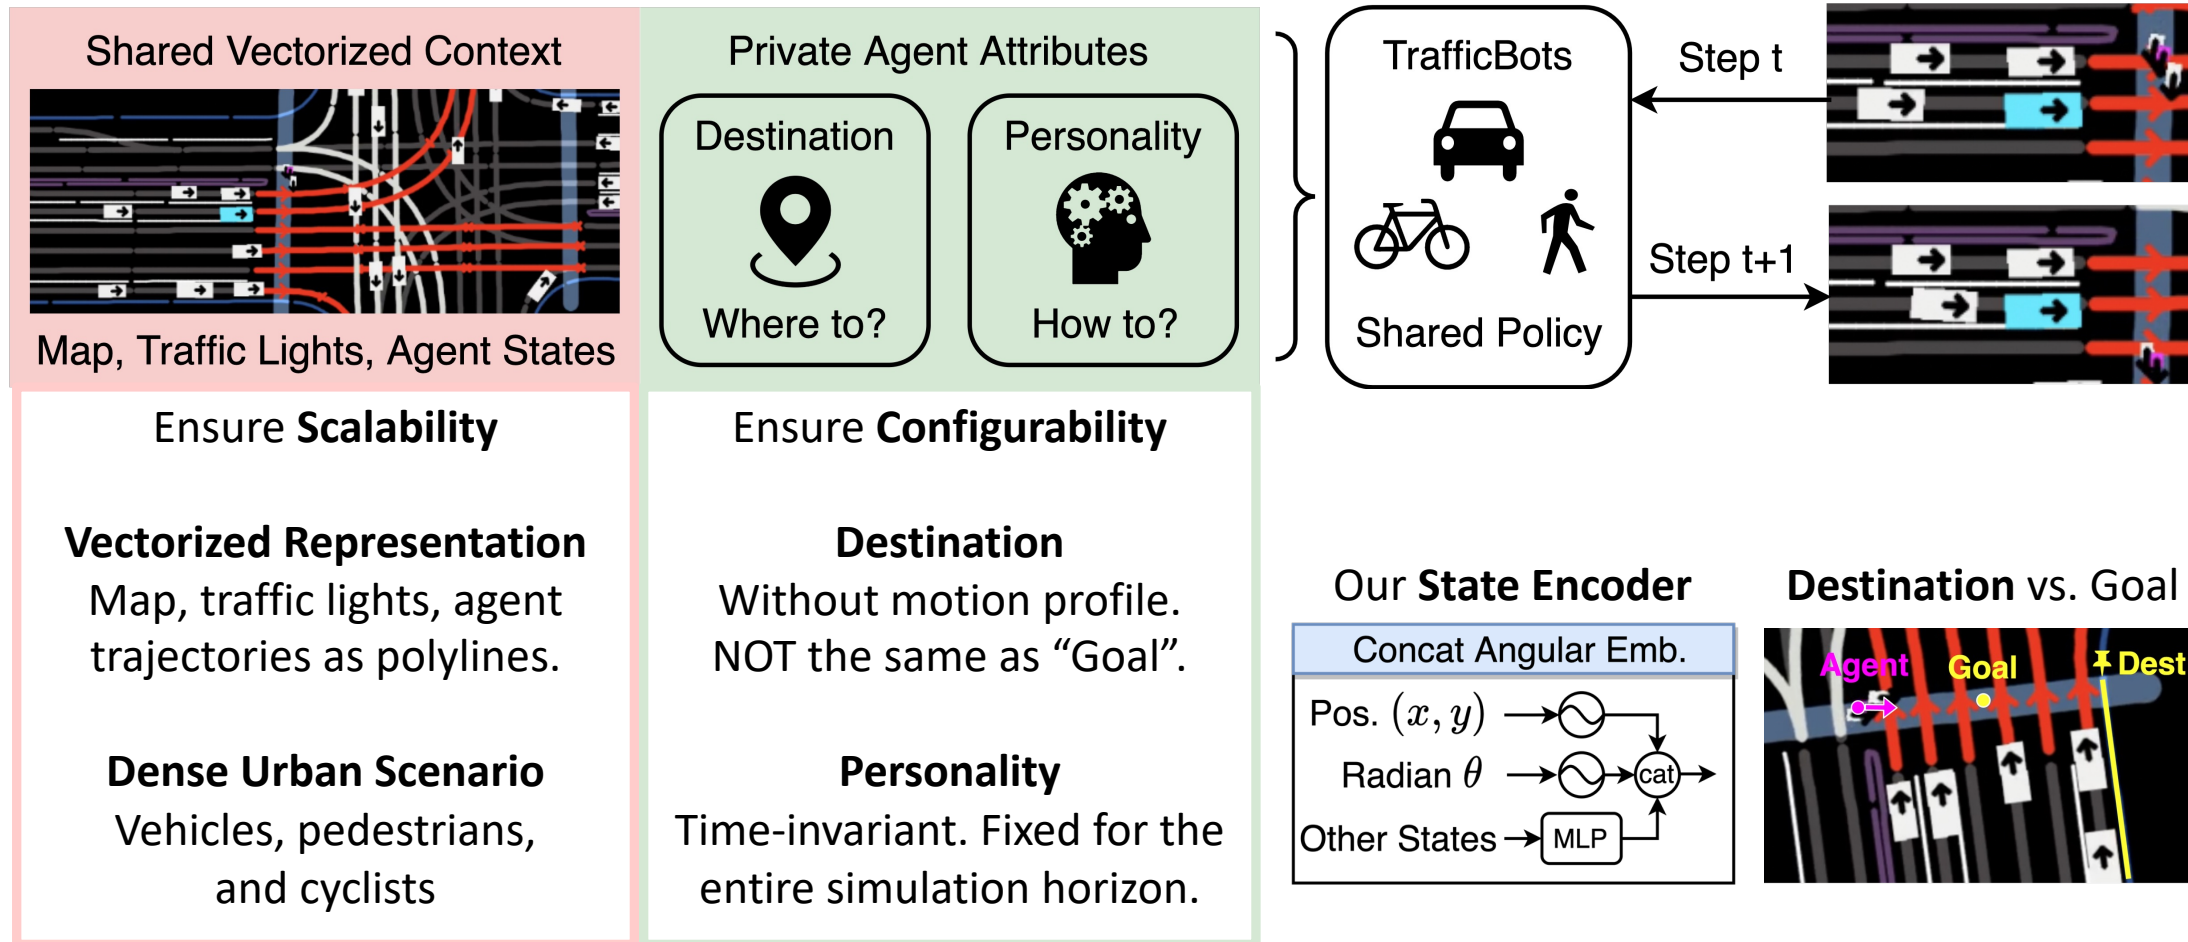 Shared Vectorized Context
Map, Traffic Lights, Agent States
Ensure Scalability
Vectorized Representation
Map, traffic lights, agent
trajectories as polylines.
Dense Urban Scenario
Vehicles, pedestrians,
and cyclists
Private Agent Attributes
Destination
Where to?
Personality
How to?
Ensure Configurability
Destination
Without motion profile.
NOT the same as “Goal”.
Personality
Time-invariant. Fixed for the
entire simulation horizon.
TrafficBots
Shared Policy
Step t
Step t+1
Our State Encoder
Concat Angular Emb.
Pos. (x, y)
Radian θ
cat
Other States
MLP
Destination vs. Goal
Agent
Goal
Dest